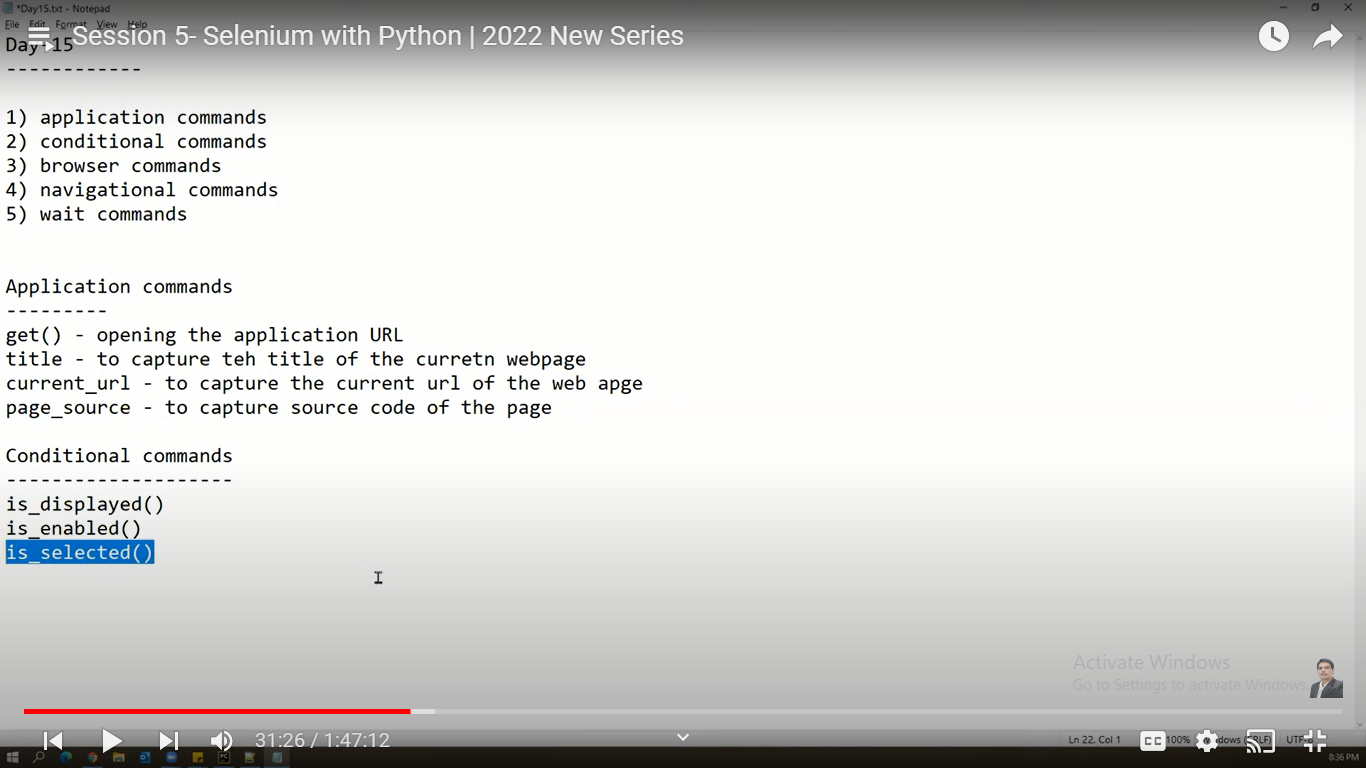 *Day15.txt - Notepad
File Edit Format View Help
Session 5- Selenium with Python | 2022 New Series
Day-15
------------
1) application commands
2) conditional commands
3) browser commands
4) navigational commands
5) wait commands
Application commands
---------
get() - opening the application URL
title - to capture teh title of the curretn webpage
current_url - to capture the current url of the web apge
page_source - to capture source code of the page
Conditional commands
--------------------
is_displayed()
is_enabled()
is_selected()
Activate Windows
Go to Settings to activate Windows
31:26 / 1:47:12
CC
Ln 22, Col 1
100%
8:36 PM